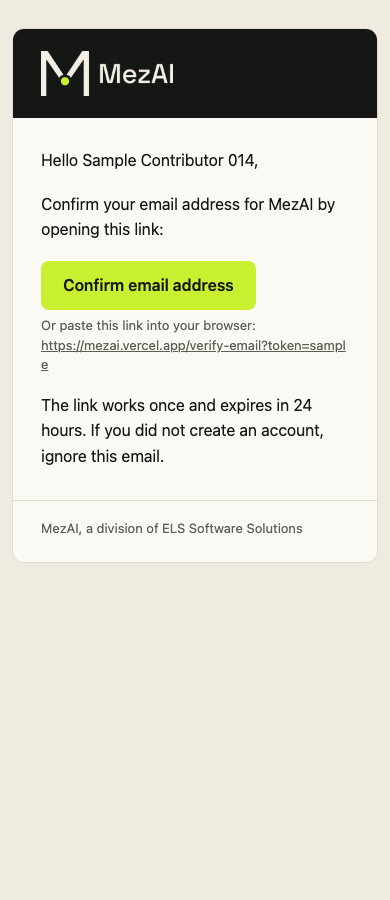 MezAI
Hello Sample Contributor 014,
Confirm your email address for MezAI by
opening this link:
Confirm email address
Or paste this link into your browser:
https://mezai.vercel.app/verify-email?token=sampl
e
The link works once and expires in 24
hours. If you did not create an account,
ignore this email.
MezAI, a division of ELS Software Solutions